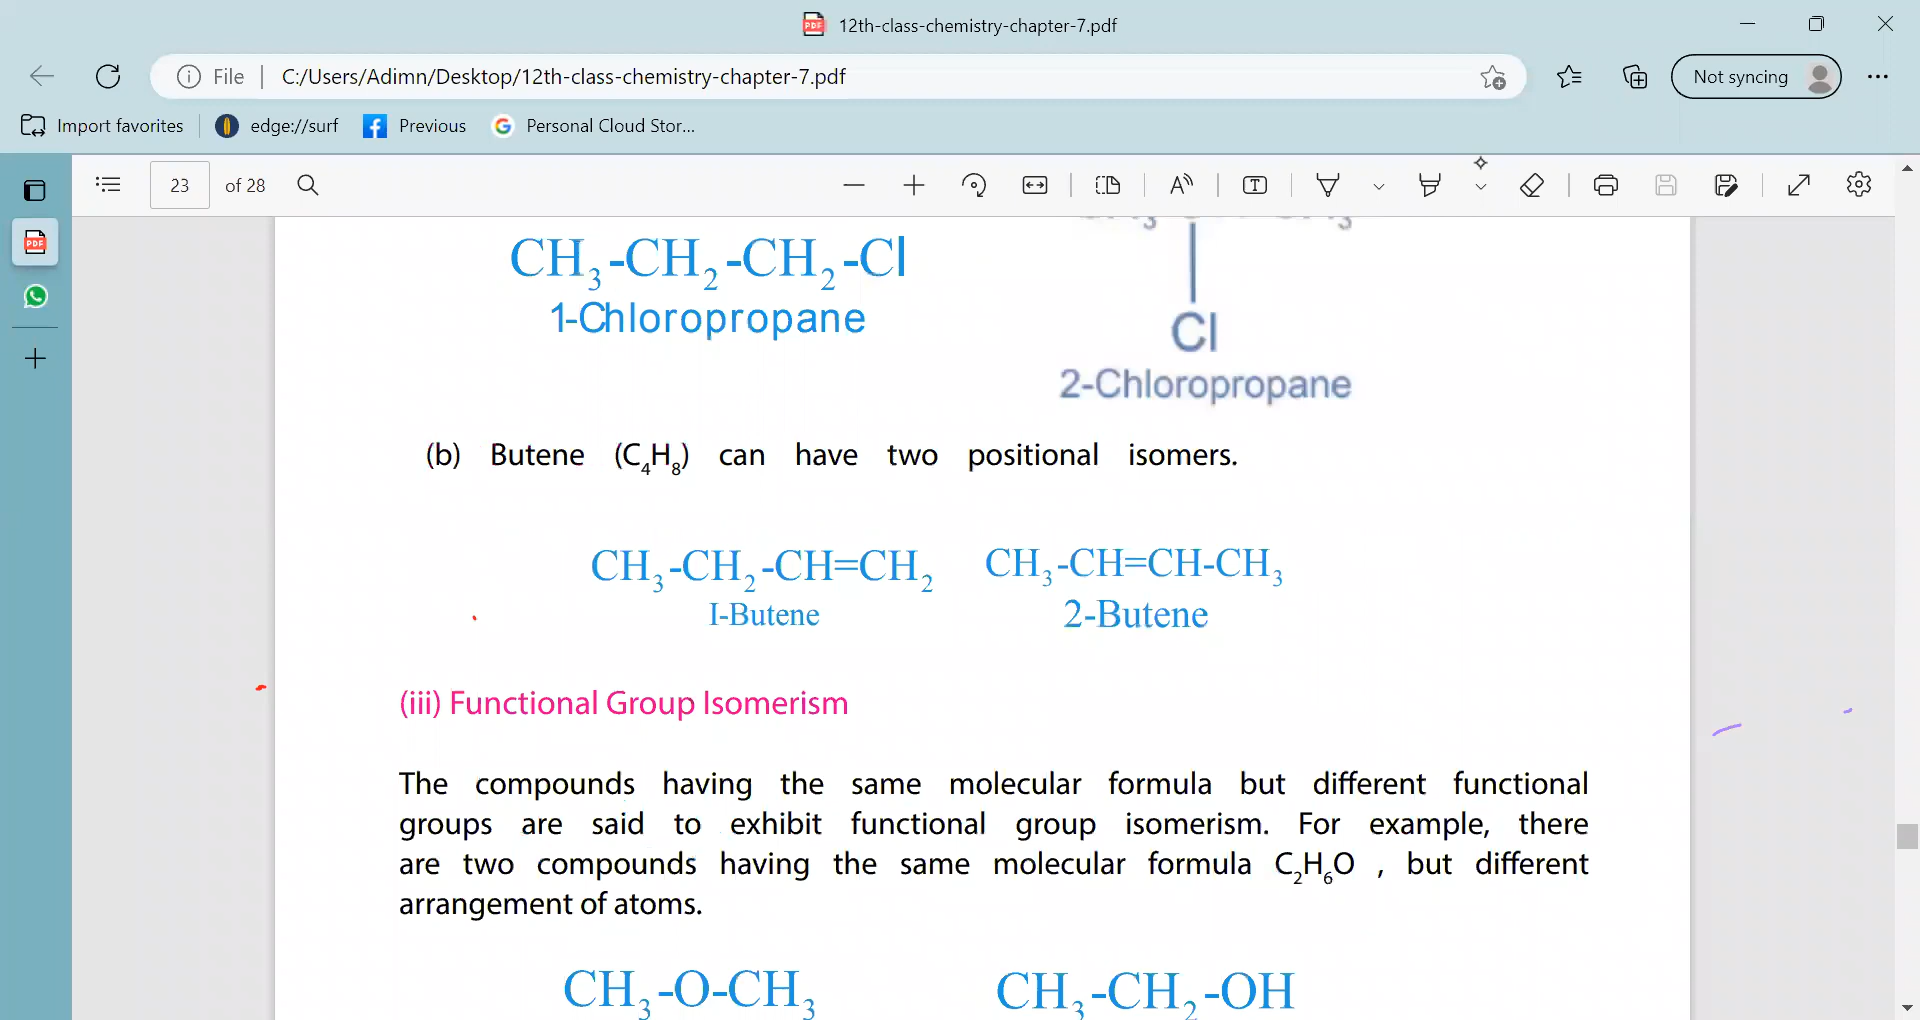 12th-class-chemistry-chapter-7.pdf
File | C:/Users/Adimn/Desktop/12th-class-chemistry-chapter-7.pdf
Not syncing
Import favorites edge://surf Previous Personal Cloud Stor...
23 of 28
CH₃-CH₂-CH₂-Cl
1-Chloropropane
Cl
2-Chloropropane
(b) Butene (C₄H₈) can have two positional isomers.
CH₃-CH₂-CH=CH₂ CH₃-CH=CH-CH₃
I-Butene 2-Butene
(iii) Functional Group Isomerism
The compounds having the same molecular formula but different functional
groups are said to exhibit functional group isomerism. For example, there
are two compounds having the same molecular formula C₂H₆O , but different
arrangement of atoms.
CH₃-O-CH₃ CH₃-CH₂-OH